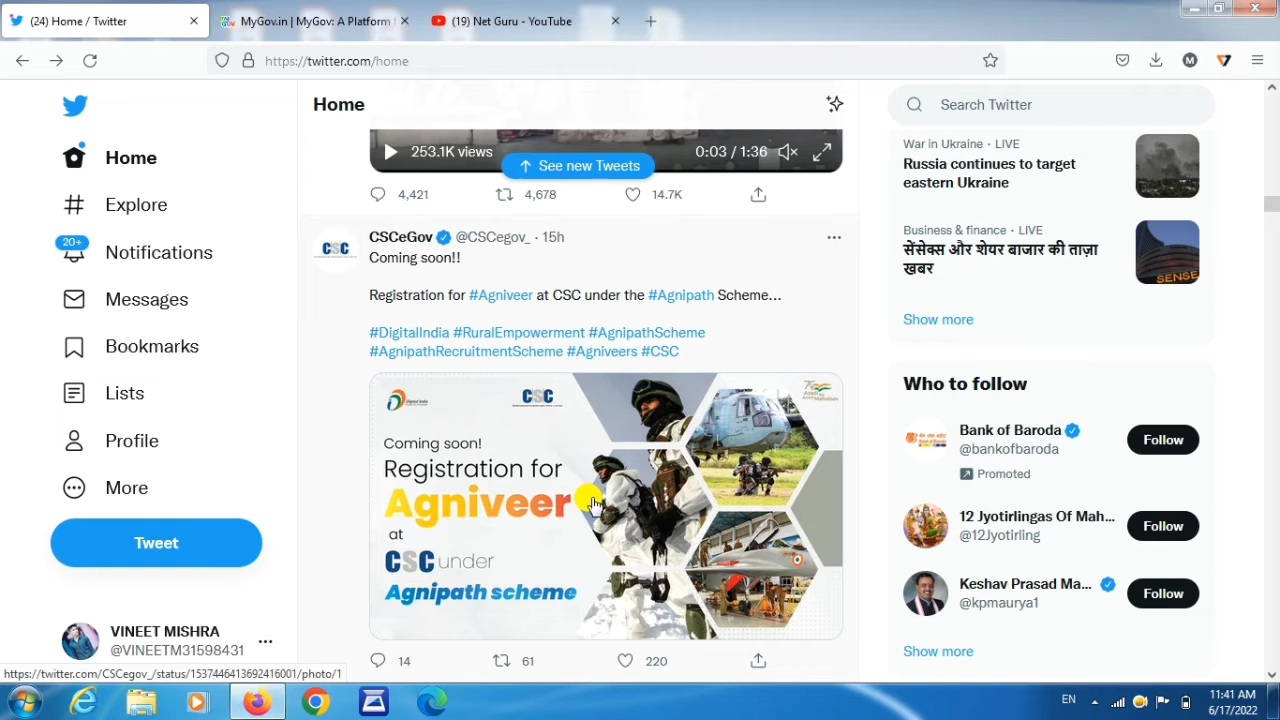 (24) Home / Twitter
MyGov.in | MyGov: A Platform
(19) Net Guru - YouTube
https://twitter.com/home
M
Home
Search Twitter
253.1K views
0:03 / 1:36
See new Tweets
4,421
4,678
14.7K
Home
Explore
20+
Notifications
Messages
Bookmarks
Lists
Profile
More
Tweet
VINEET MISHRA
@VINEETM31598431
CSC
CSCeGov @CSCegov_ · 15h
Coming soon!!
Registration for #Agniveer at CSC under the #Agnipath Scheme...
#DigitalIndia #RuralEmpowerment #AgnipathScheme
#AgnipathRecruitmentScheme #Agniveers #CSC
Digital India
CSC
Coming soon!
Registration for
Agniveer
at
CSC under
Agnipath scheme
14
61
220
War in Ukraine · LIVE
Russia continues to target
eastern Ukraine
Business & finance · LIVE
सेंसेक्स और शेयर बाजार की ताज़ा
खबर
SENSE
Show more
Who to follow
Bank of Baroda
@bankofbaroda
Promoted
Follow
12 Jyotirlingas Of Mah...
@12Jyotirling
Follow
Keshav Prasad Ma...
@kpmaurya1
Follow
Show more
https://twitter.com/CSCegov_/status/1537446413692416001/photo/1
EN
11:41 AM
6/17/2022